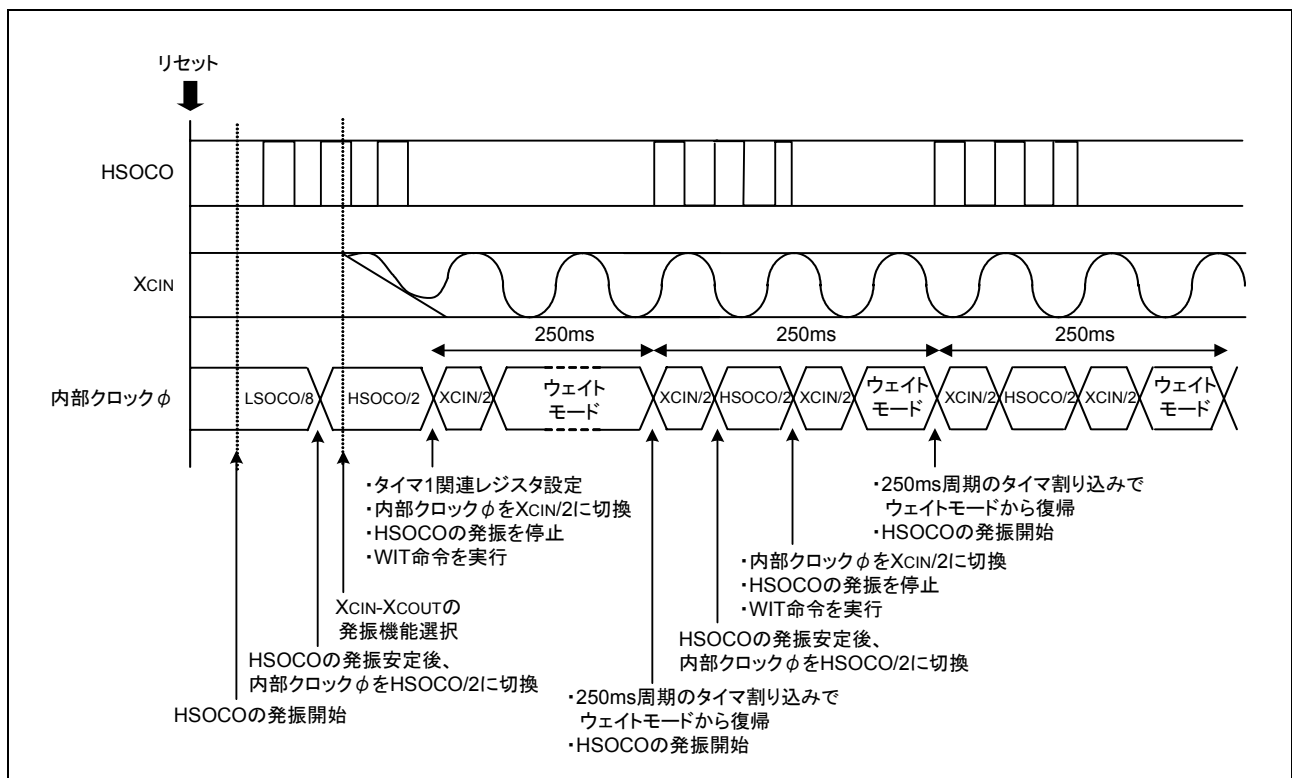 リセット
HSOCO
XCIN
250ms
250ms
250ms
内部クロックφ
LSOCO/8
HSOCO/2
XCIN/2
ウェイト
モード
XCIN/2
HSOCO/2
XCIN/2
ウェイト
モード
XCIN/2
HSOCO/2
XCIN/2
ウェイト
モード
・タイマ1関連レジスタ設定
・内部クロックφをXCIN/2に切換
・HSOCOの発振を停止
・WIT命令を実行
・250ms周期のタイマ割り込みで
ウェイトモードから復帰
・HSOCOの発振開始
・内部クロックφをXCIN/2に切換
・HSOCOの発振を停止
・WIT命令を実行
XCIN-XCOUTの
発振機能選択
HSOCOの発振安定後、
内部クロックφをHSOCO/2に切換
HSOCOの発振安定後、
内部クロックφをHSOCO/2に切換
HSOCOの発振開始
・250ms周期のタイマ割り込みで
ウェイトモードから復帰
・HSOCOの発振開始